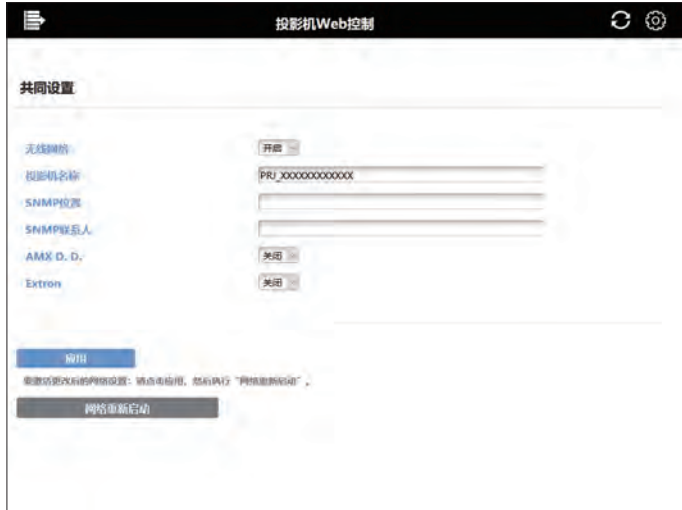 投影机Web控制
共同设置
无线网络 开启
投影机名称 PRJ_XXXXXXXXXXXX
SNMP位置
SNMP联系人
AMX D. D. 关闭
Extron 关闭
应用
要激活更改后的网络设置：请点击应用，然后执行“网络重新启动”。
网络重新启动